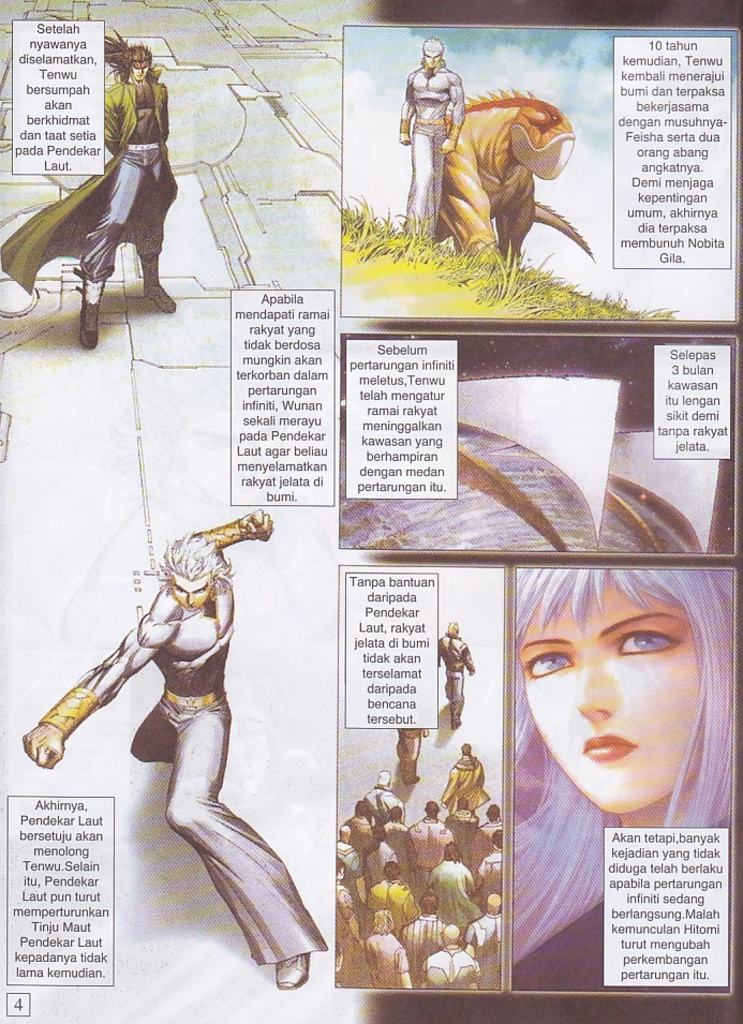 Setelah
nyawanya
diselamatkan,
Tenwu
bersumpah
akan
berkhidmat
dan taat setia
pada Pendekar
Laut.
10 tahun
kemudian, Tenwu
kembali menerajui
bumi dan terpaksa
bekerjasama
dengan musuhnya-
Feisha serta dua
orang abang
angkatnya.
Demi menjaga
kepentingan
umum, akhirnya
dia terpaksa
membunuh Nobita
Gila.
Apabila
mendapati ramai
rakyat yang
tidak berdosa
mungkin akan
terkorban dalam
pertarungan
infiniti, Wunan
sekali merayu
pada Pendekar
Laut agar beliau
menyelamatkan
rakyat jelata di
bumi.
Sebelum
pertarungan infiniti
meletus,Tenwu
telah mengatur
ramai rakyat
meninggalkan
kawasan yang
berhampiran
dengan medan
pertarungan itu.
Selepas
3 bulan
kawasan
itu lengan
sikit demi
tanpa rakyat
jelata.
Akhirnya,
Pendekar Laut
bersetuju akan
menolong
Tenwu.Selain
itu, Pendekar
Laut pun turut
memperturunkan
Tinju Maut
Pendekar Laut
kepadanya tidak
lama kemudian.
Tanpa bantuan
daripada
Pendekar
Laut, rakyat
jelata di bumi
tidak akan
terselamat
daripada
bencana
tersebut.
Akan tetapi,banyak
kejadian yang tidak
diduga telah berlaku
apabila pertarungan
infiniti sedang
berlangsung.Malah
kemunculan Hitomi
turut mengubah
perkembangan
pertarungan itu.
4